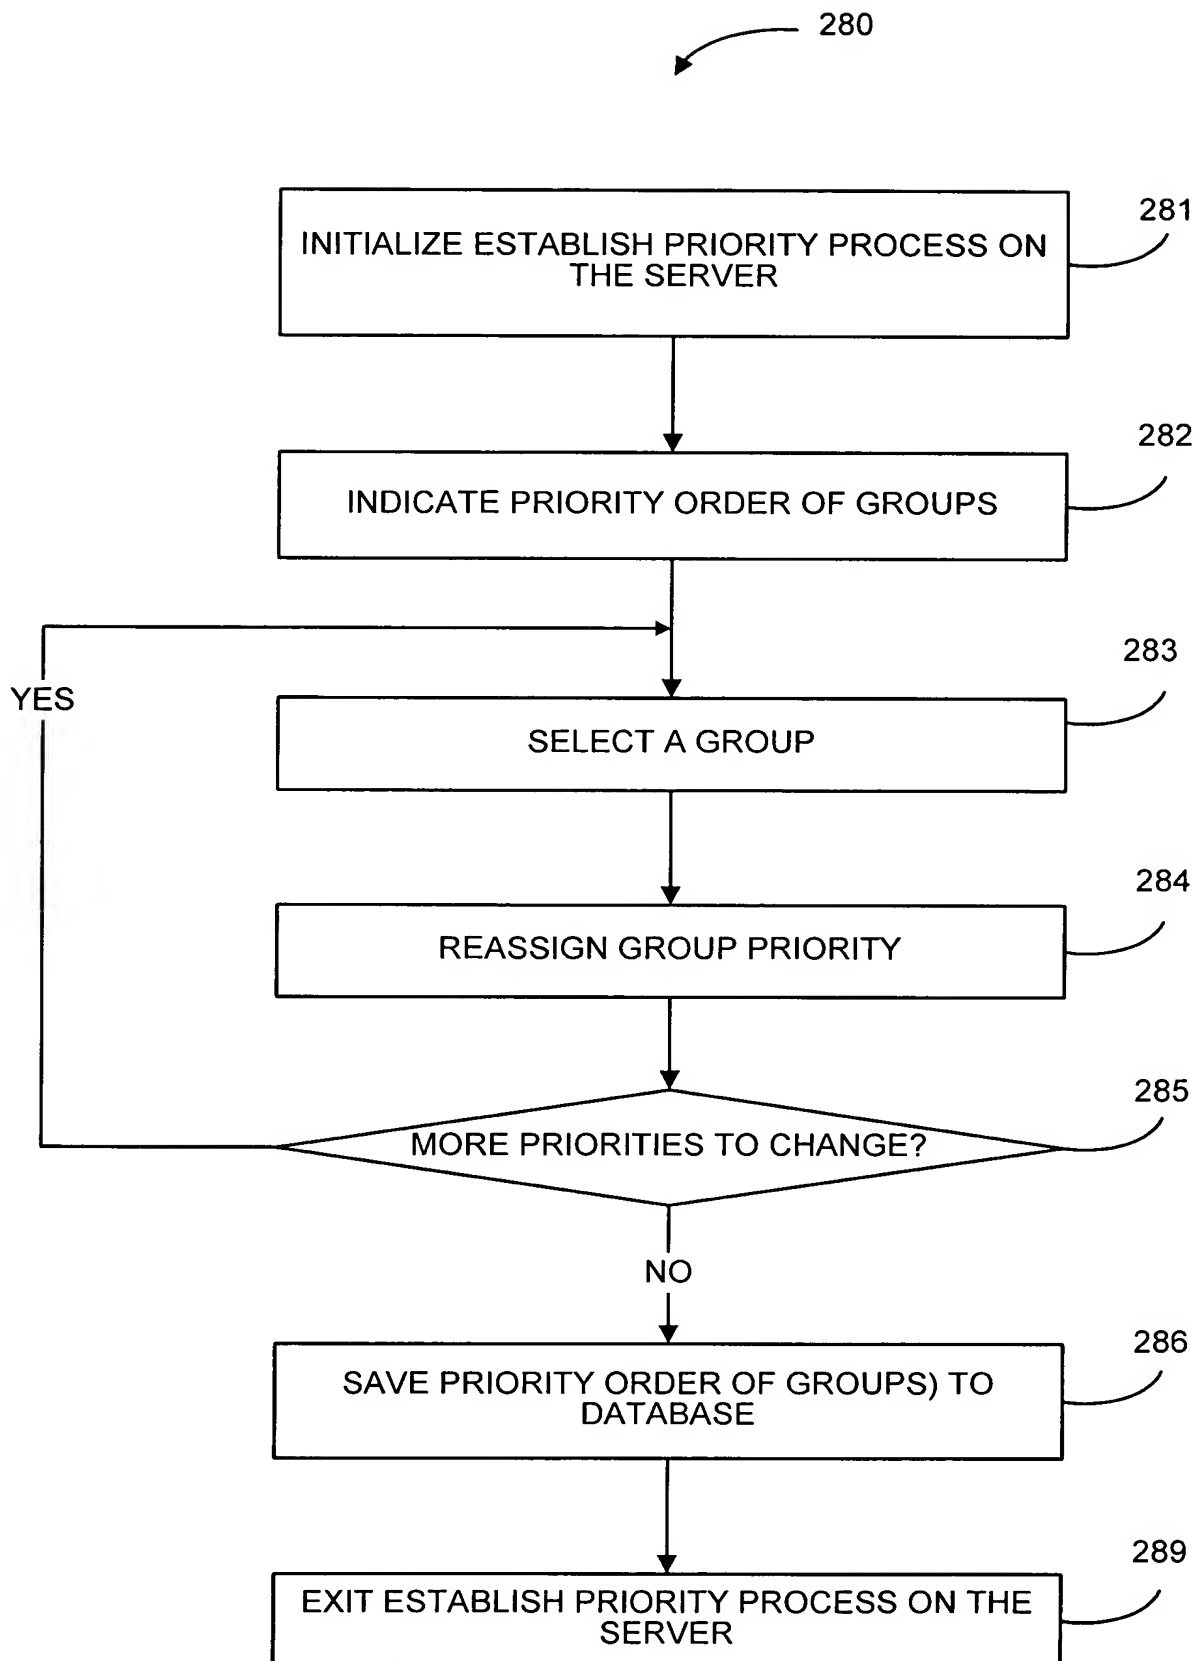 280
281
INITIALIZE ESTABLISH PRIORITY PROCESS ON
THE SERVER
282
INDICATE PRIORITY ORDER OF GROUPS
283
YES
SELECT A GROUP
284
REASSIGN GROUP PRIORITY
285
MORE PRIORITIES TO CHANGE?
NO
286
SAVE PRIORITY ORDER OF GROUPS) TO
DATABASE
289
EXIT ESTABLISH PRIORITY PROCESS ON THE
SERVER